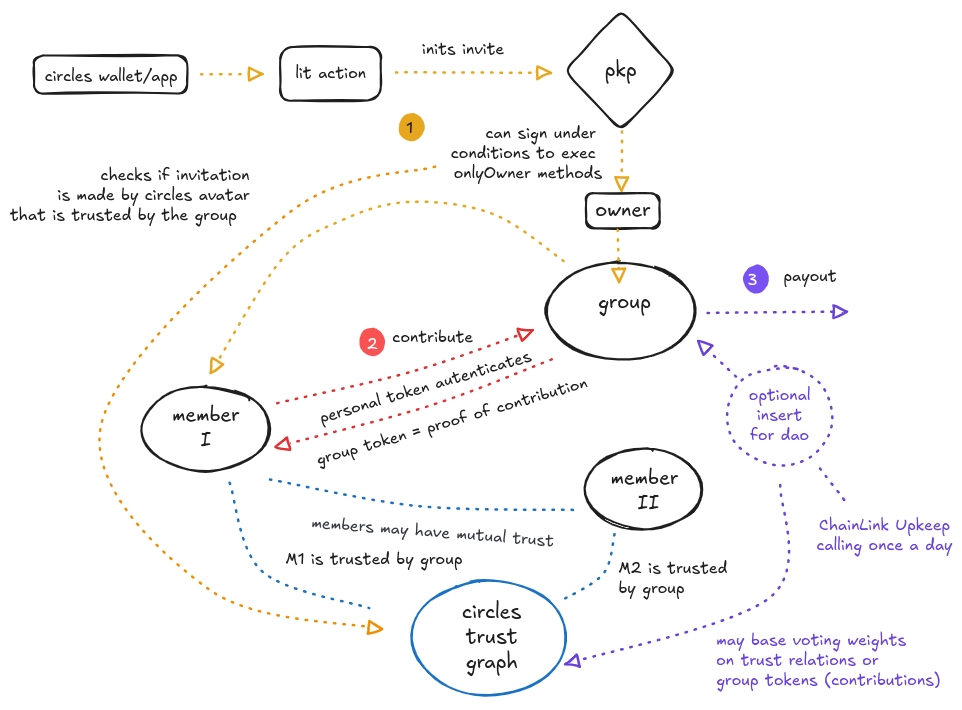 circles wallet/app
lit action
inits invite
pkp
1
can sign under
conditions to exec
onlyOwner methods
checks if invitation
is made by circles avatar
that is trusted by the group
owner
group
3
payout
2
contribute
personal token autenticates
group token = proof of contribution
member
I
optional
insert
for dao
member
II
members may have mutual trust
M1 is trusted by group
M2 is trusted
by group
ChainLink Upkeep
calling once a day
circles
trust
graph
may base voting weights
on trust relations or
group tokens (contributions)